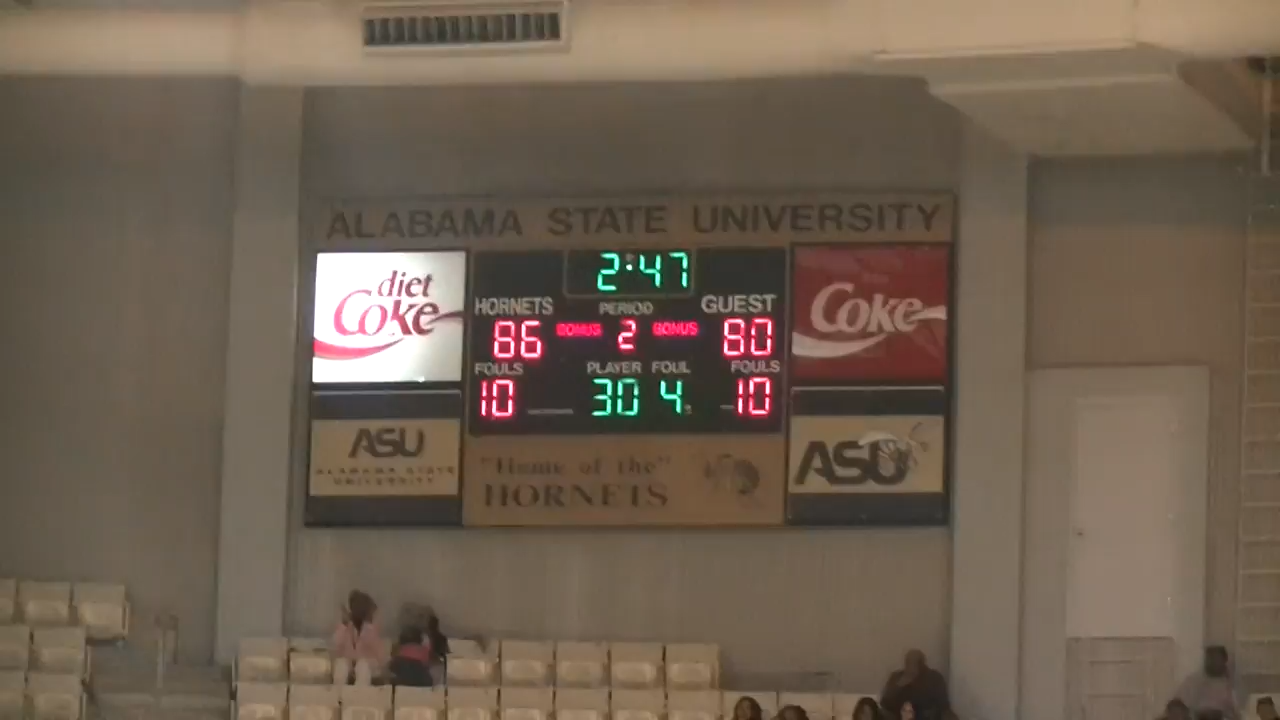 ALABAMA STATE UNIVERSITY
diet Coke
2:47
Coke
HORNETS PERIOD GUEST
86 BONUS 2 BONUS 80
FOULS PLAYER FOUL FOULS
10 30 4 10
ASU
ALABAMA STATE
UNIVERSITY
"Home of the"
HORNETS
ASU